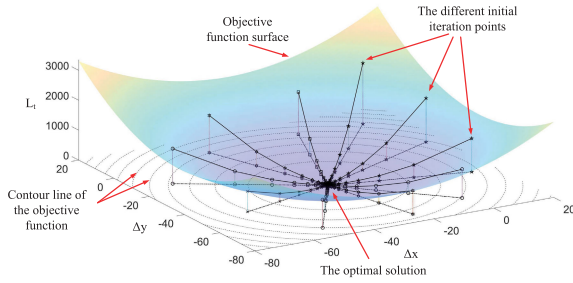 Objective
function surface
The different initial
iteration points
3000
2000
1000
0
L₁
20
0
-20
-40
-60
-80
Δy
Contour line of
the objective
function
-80
-60
-40
-20
0
20
Δx
The optimal solution